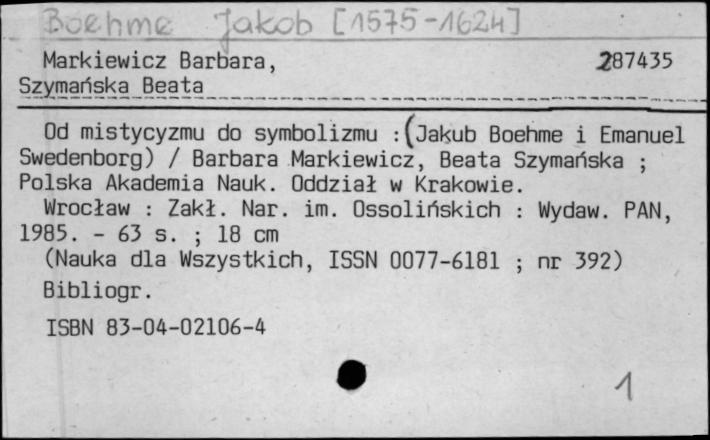 Boehme Jakob [1575-1624]
Markiewicz Barbara, 287435
Szymańska Beata
Od mistycyzmu do symbolizmu : (Jakub Boehme i Emanuel
Swedenborg) / Barbara Markiewicz, Beata Szymańska ;
Polska Akademia Nauk. Oddział w Krakowie.
Wrocław : Zakł. Nar. im. Ossolińskich : Wydaw. PAN,
1985. - 63 s. ; 18 cm
(Nauka dla Wszystkich, ISSN 0077-6181 ; nr 392)
Bibliogr.
ISBN 83-04-02106-4
1